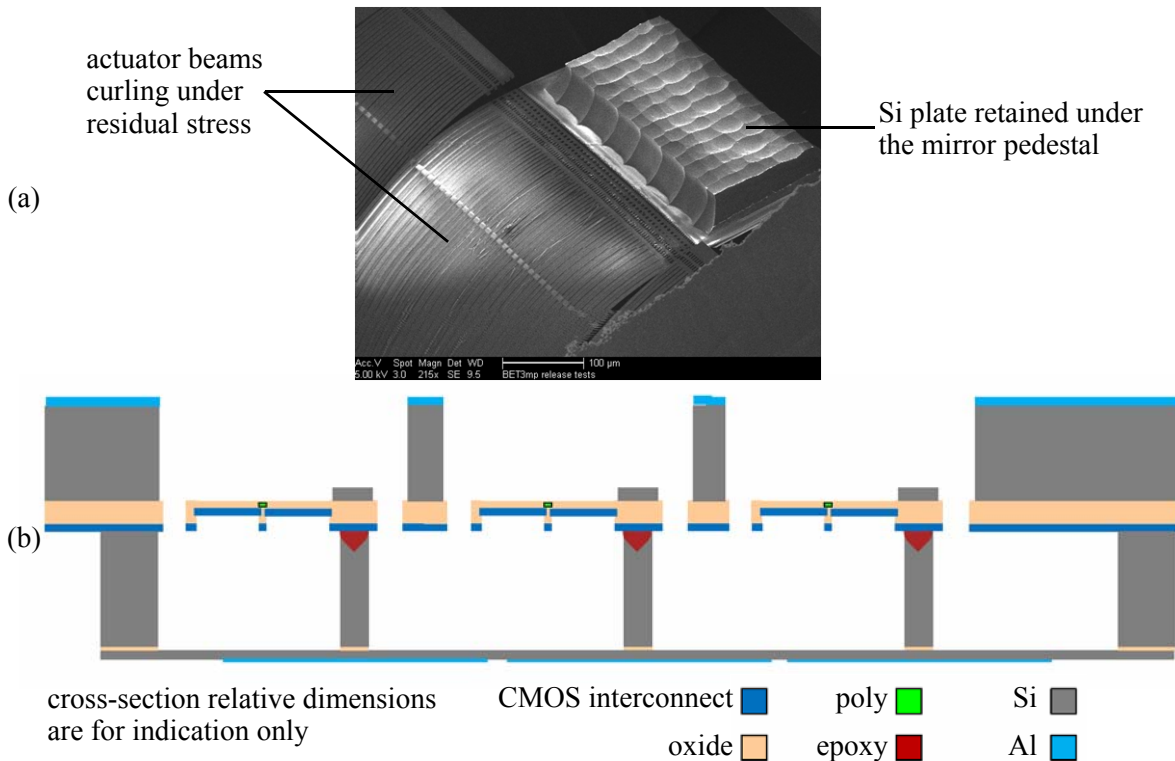 actuator beams
curling under
residual stress
Si plate retained under
the mirror pedestal
(a)
Acc.V Spot Magn Det WD
5.00 kV 3.0 215x SE 9.5
100 µm
BET3mp release tests
(b)
cross-section relative dimensions
are for indication only
CMOS interconnect
poly
Si
oxide
epoxy
Al